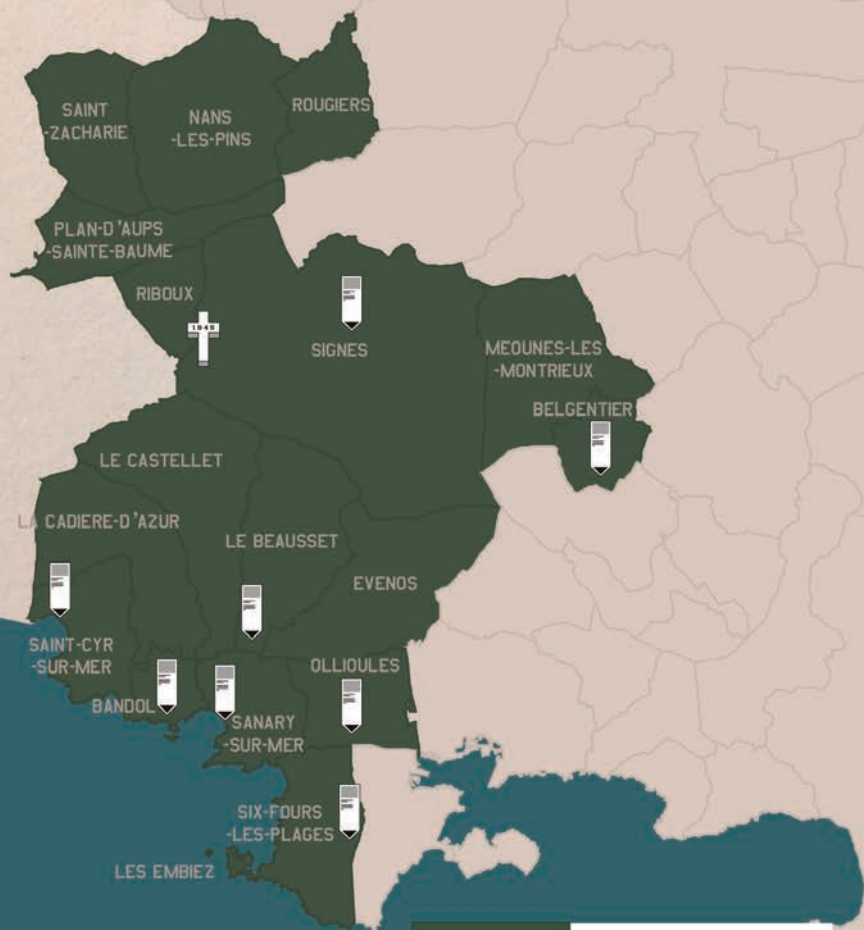 SAINT
-ZACHARIE
NANS
-LES-PINS
ROUGIERS
PLAN-D'AUPS
-SAINTE-BAUME
RIBOUX
1945
SIGNES
MEOUNES-LES
-MONTRIEUX
BELGENTIER
LE CASTELLET
LA CADIERE-D'AZUR
LE BEAUSSET
EVENOS
SAINT-CYR
-SUR-MER
OLLIOULES
BANDOL
SANARY
-SUR-MER
SIX-FOURS
-LES-PLAGES
LES EMBIEZ